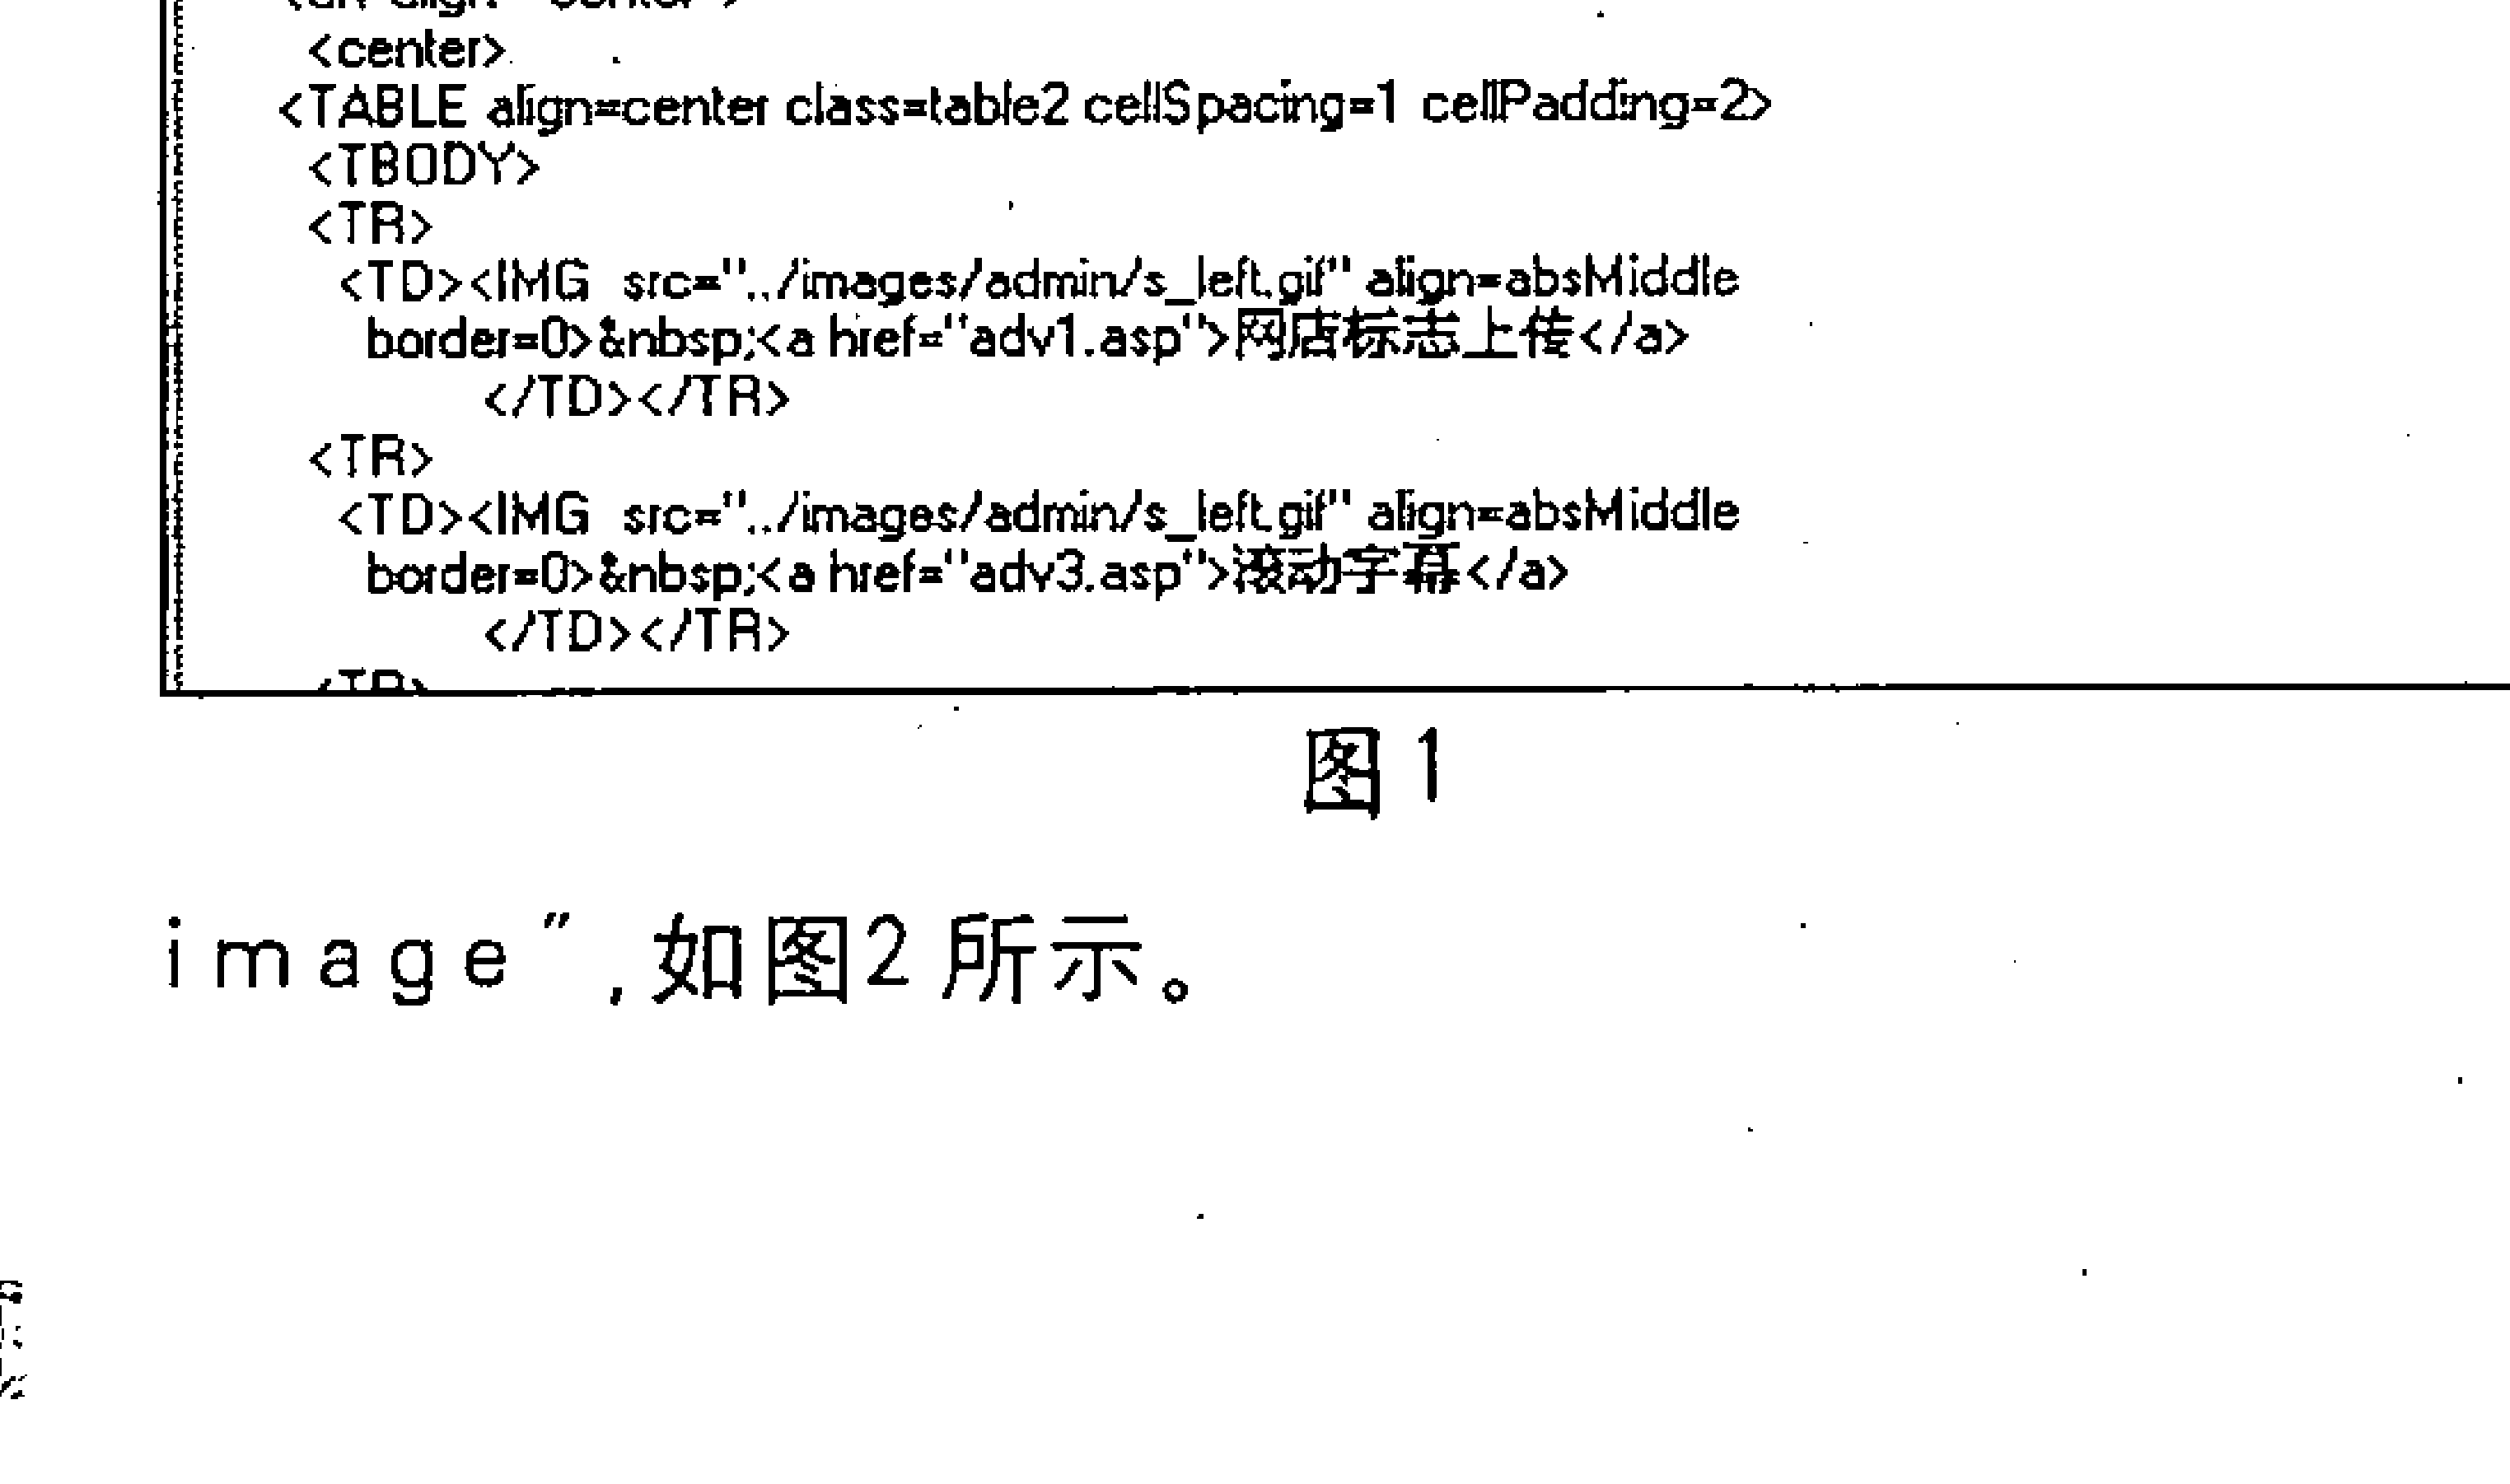 <center>
<TABLE align=center class=table2 cellSpacing=1 cellPadding=2>
<TBODY>
<TR>
<TD><IMG src="../images/admin/s_left.gif" align=absMiddle
border=0>&nbsp;<a href="adv1.asp">网店标志上传</a>
</TD></TR>
<TR>
<TD><IMG src="../images/admin/s_left.gif" align=absMiddle
border=0>&nbsp;<a href="adv3.asp">滚动字幕</a>
</TD></TR>
<TR>
图1
image",如图2所示。